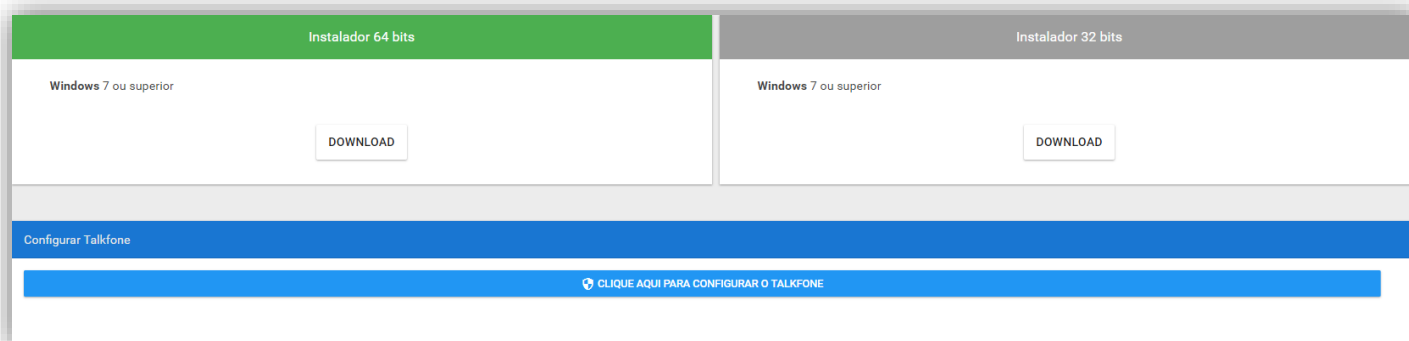 Instalador 64 bits
Windows 7 ou superior
DOWNLOAD
Instalador 32 bits
Windows 7 ou superior
DOWNLOAD
Configurar Talkfone
CLIQUE AQUI PARA CONFIGURAR O TALKFONE